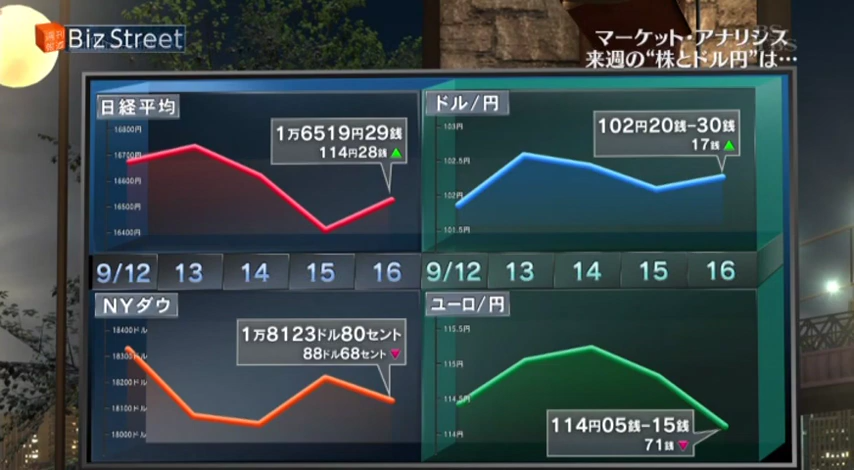 週刊
報道
Biz Street
マーケット・アナリシス
来週の“株とドル円”は…
日経平均
16800円
16700円
16600円
16500円
16400円
1万6519円29銭
114円28銭▲
ドル/円
103円
102.5円
102円
101.5円
102円20銭-30銭
17銭▲
9/12 13 14 15 16
9/12 13 14 15 16
NYダウ
18400ドル
18300ドル
18200ドル
18100ドル
18000ドル
1万8123ドル80セント
88ドル68セント▼
ユーロ/円
115.5円
115円
114.5円
114円
114円05銭-15銭
71銭▼